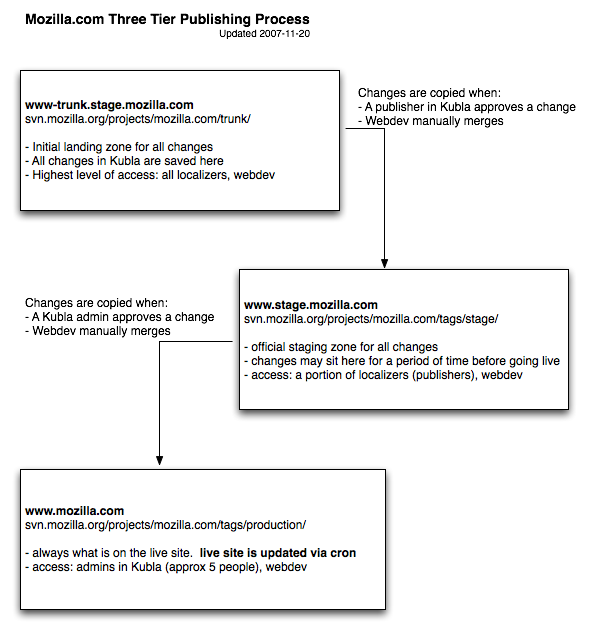 Mozilla.com Three Tier Publishing Process
Updated 2007-11-20
www-trunk.stage.mozilla.com
svn.mozilla.org/projects/mozilla.com/trunk/
- Initial landing zone for all changes
- All changes in Kubla are saved here
- Highest level of access: all localizers, webdev
Changes are copied when:
- A publisher in Kubla approves a change
- Webdev manually merges
www.stage.mozilla.com
svn.mozilla.org/projects/mozilla.com/tags/stage/
- official staging zone for all changes
- changes may sit here for a period of time before going live
- access: a portion of localizers (publishers), webdev
Changes are copied when:
- A Kubla admin approves a change
- Webdev manually merges
www.mozilla.com
svn.mozilla.org/projects/mozilla.com/tags/production/
- always what is on the live site.  live site is updated via cron
- access: admins in Kubla (approx 5 people), webdev